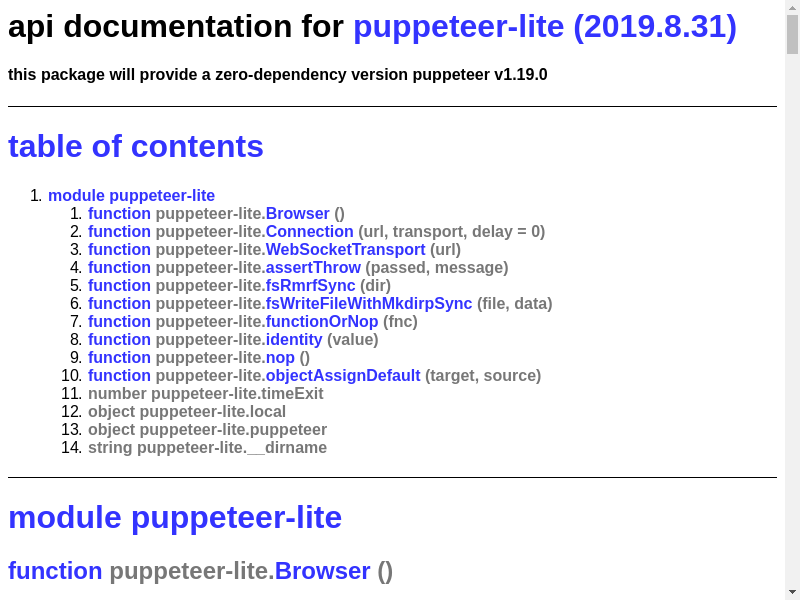 api documentation for puppeteer-lite (2019.8.31)
this package will provide a zero-dependency version puppeteer v1.19.0
table of contents
1. module puppeteer-lite
1. function puppeteer-lite.Browser ()
2. function puppeteer-lite.Connection (url, transport, delay = 0)
3. function puppeteer-lite.WebSocketTransport (url)
4. function puppeteer-lite.assertThrow (passed, message)
5. function puppeteer-lite.fsRmrfSync (dir)
6. function puppeteer-lite.fsWriteFileWithMkdirpSync (file, data)
7. function puppeteer-lite.functionOrNop (fnc)
8. function puppeteer-lite.identity (value)
9. function puppeteer-lite.nop ()
10. function puppeteer-lite.objectAssignDefault (target, source)
11. number puppeteer-lite.timeExit
12. object puppeteer-lite.local
13. object puppeteer-lite.puppeteer
14. string puppeteer-lite.__dirname
module puppeteer-lite
function puppeteer-lite.Browser ()